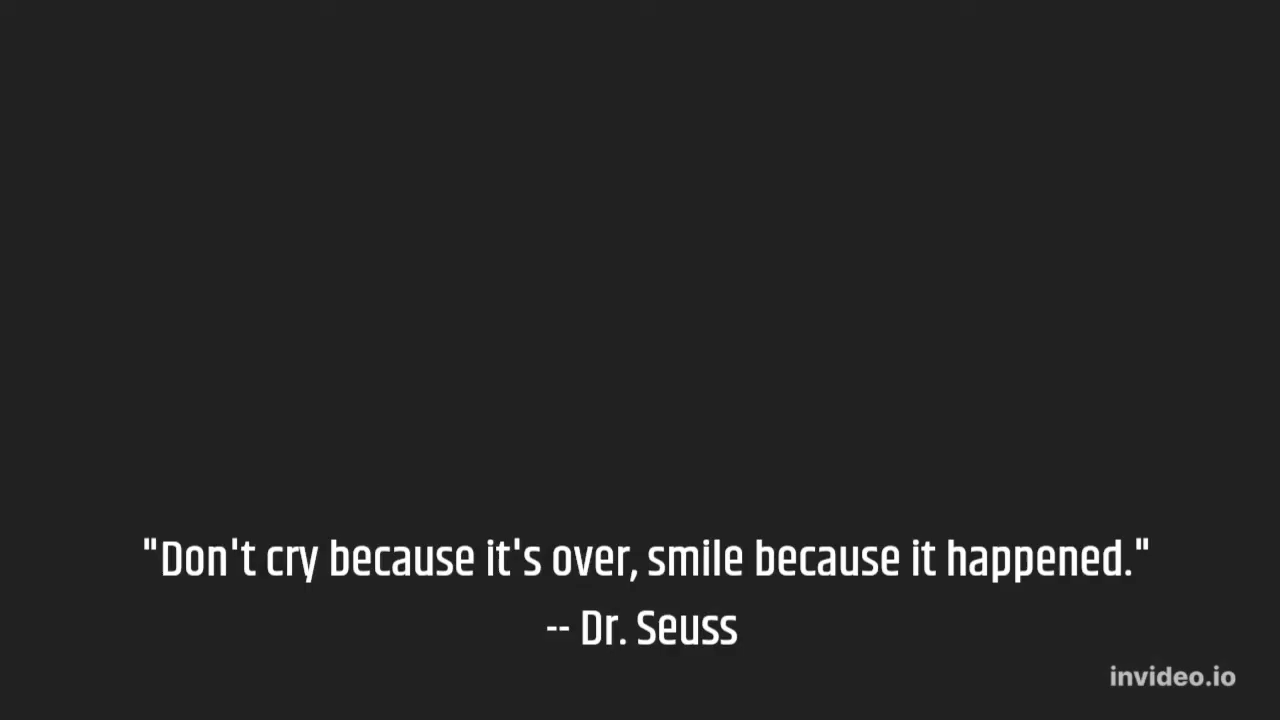 "Don't cry because it's over, smile because it happened."
-- Dr. Seuss
invideo.io